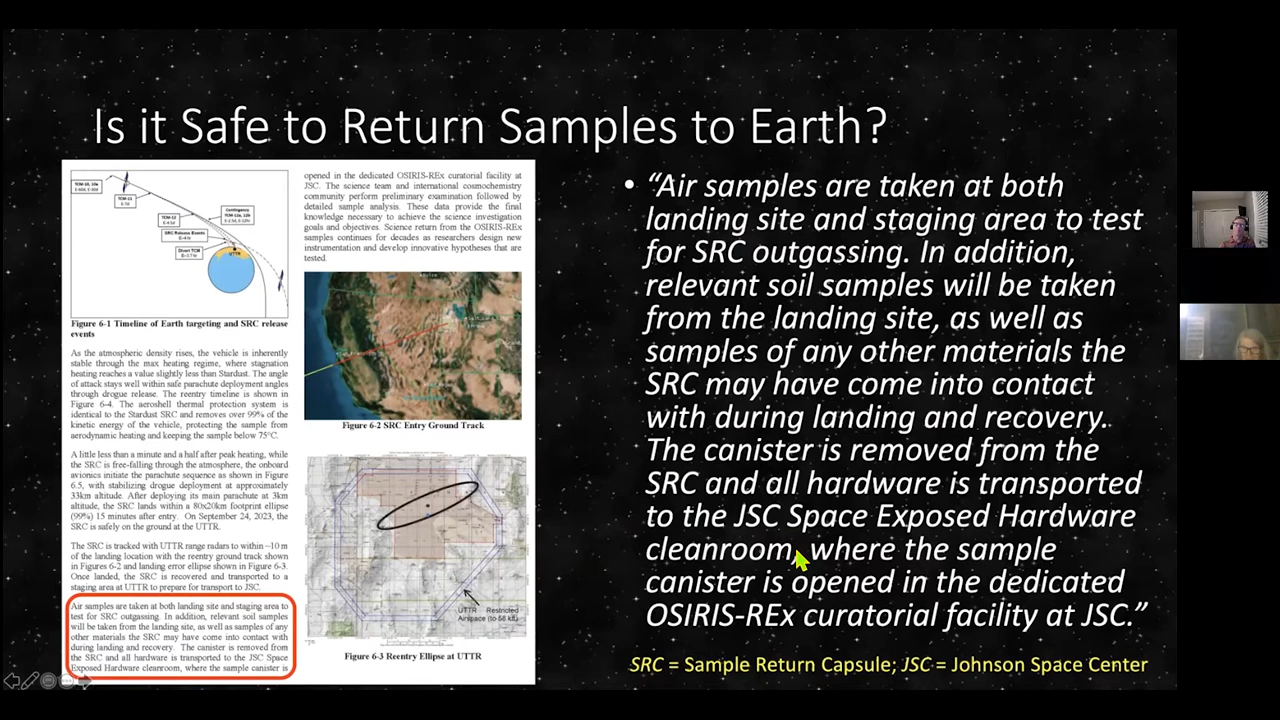 Is it Safe to Return Samples to Earth?
TCM-11
TCM-12
Contingency
SRC Release Events
Direct TCM
UTTR
Figure 6-1 Timeline of Earth targeting and SRC release
events
As the atmospheric density rises, the vehicle is inherently
stable through the max heating regime, where stagnation
heating reaches a value slightly less than Stardust. The angle
of attack stays well within safe parachute deployment angles
through drogue release. The reentry timeline is shown in
Figure 6-4. The aeroshell thermal protection system is
identical to the Stardust SRC and removes over 99% of the
kinetic energy of the vehicle, protecting the sample from
aerodynamic heating and keeping the sample below 75°C.
A little less than a minute and a half after peak heating, while
the SRC is free-falling through the atmosphere, the onboard
avionics initiate the parachute sequence as shown in Figure
6.5, with stabilizing drogue deployment at approximately
33km altitude. After deploying its main parachute at 3km
altitude, the SRC lands within a 80x20km footprint ellipse
(99%) 15 minutes after entry. On September 24, 2023, the
SRC is safely on the ground at the UTTR.
The SRC is tracked with UTTR range radars to within ~10 m
of the landing location with the reentry ground track shown
in Figures 6-2 and landing error ellipse shown in Figure 6-3.
Once landed, the SRC is recovered and transported to a
staging area at UTTR to prepare for transport to JSC.
Air samples are taken at both landing site and staging area to
test for SRC outgassing. In addition, relevant soil samples
will be taken from the landing site, as well as samples of any
other materials the SRC may have come into contact with
during landing and recovery. The canister is removed from
the SRC and all hardware is transported to the JSC Space
Exposed Hardware cleanroom, where the sample canister is
opened in the dedicated OSIRIS-REx curatorial facility at
JSC. The science team and international cosmochemistry
community perform preliminary examination followed by
detailed sample analysis. These data provide the final
knowledge necessary to achieve the science investigation
goals and objectives. Science return from the OSIRIS-REx
samples continues for decades as researchers design new
instrumentation and develop innovative hypotheses that are
tested.
Figure 6-2 SRC Entry Ground Track
UTTR Restricted
Airspace (to 58 kft)
Figure 6-3 Reentry Ellipse at UTTR
• “Air samples are taken at both
landing site and staging area to test
for SRC outgassing. In addition,
relevant soil samples will be taken
from the landing site, as well as
samples of any other materials the
SRC may have come into contact
with during landing and recovery.
The canister is removed from the
SRC and all hardware is transported
to the JSC Space Exposed Hardware
cleanroom, where the sample
canister is opened in the dedicated
OSIRIS-REx curatorial facility at JSC.”
SRC = Sample Return Capsule; JSC = Johnson Space Center